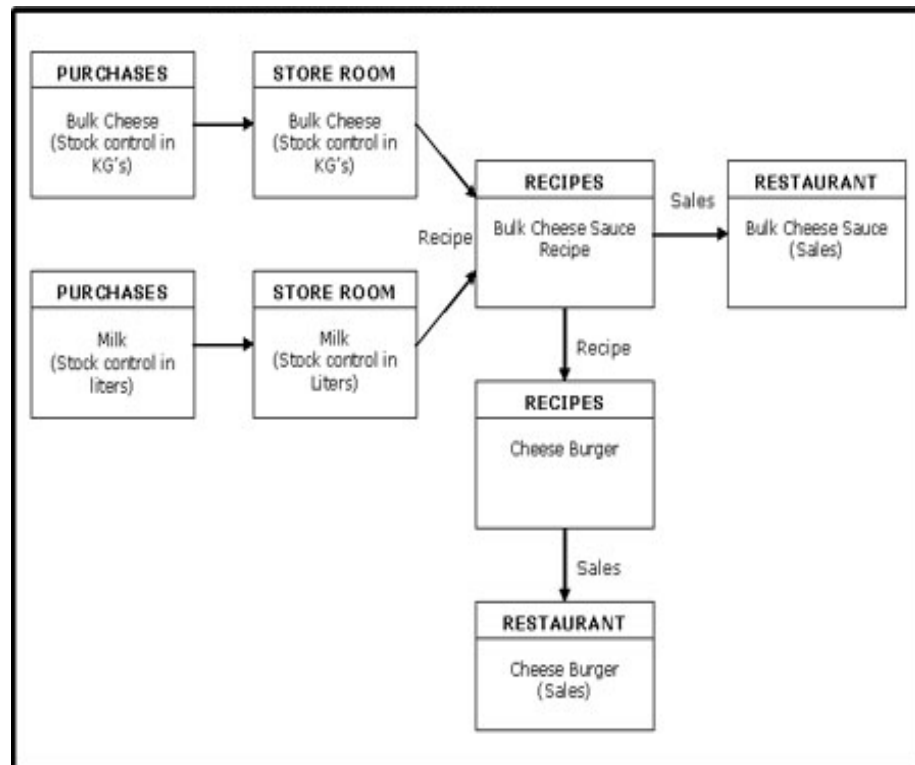 PURCHASES
Bulk Cheese
(Stock control in
KG's)
STORE ROOM
Bulk Cheese
(Stock control in
KG's)
RECIPES
Bulk Cheese Sauce
Recipe
Sales
RESTAURANT
Bulk Cheese Sauce
(Sales)
Recipe
PURCHASES
Milk
(Stock control in
liters)
STORE ROOM
Milk
(Stock control in
Liters)
Recipe
RECIPES
Cheese Burger
Sales
RESTAURANT
Cheese Burger
(Sales)